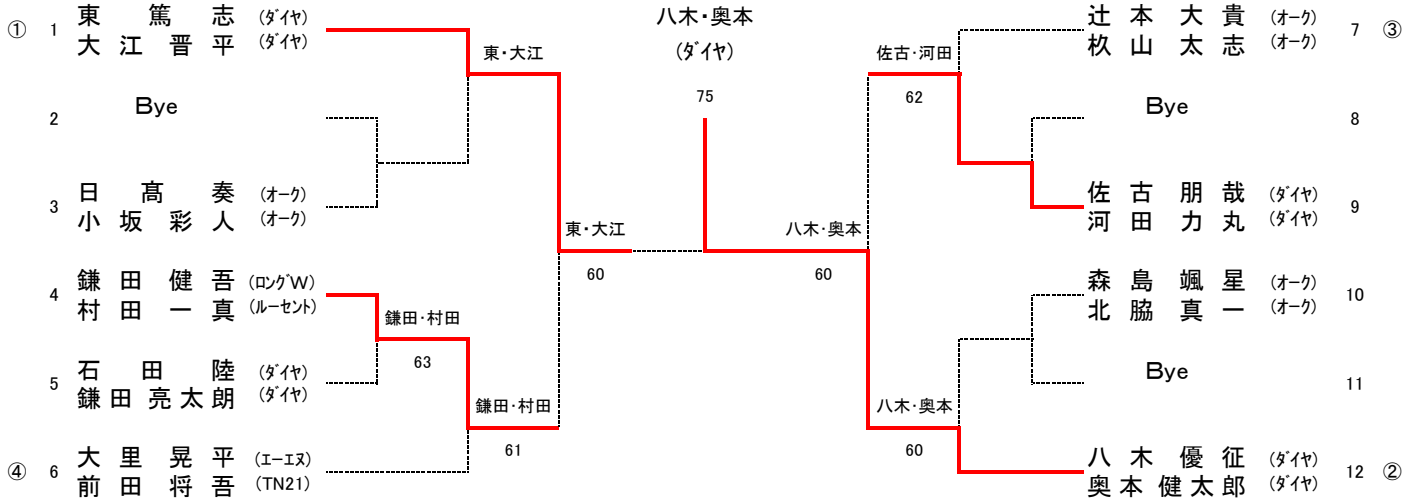 ① 1 東篤志 (ダイヤ)
大江晋平 (ダイヤ)
2 Bye
3 日髙奏 (オーク)
小坂彩人 (オーク)
4 鎌田健吾 (ロングW)
村田一真 (ルーセント)
5 石田陸 (ダイヤ)
鎌田亮太朗 (ダイヤ)
④ 6 大里晃平 (エーエヌ)
前田将吾 (TN21)
東・大江
鎌田・村田
63
鎌田・村田
61
東・大江
60
八木・奥本
(ダイヤ)
75
八木・奥本
60
佐古・河田
62
八木・奥本
60
辻本大貴 (オーク) 7 ③
杁山太志 (オーク)
Bye 8
佐古朋哉 (ダイヤ) 9
河田力丸 (ダイヤ)
森島颯星 (オーク) 10
北脇真一 (オーク)
Bye 11
八木優征 (ダイヤ) 12 ②
奥本健太郎 (ダイヤ)